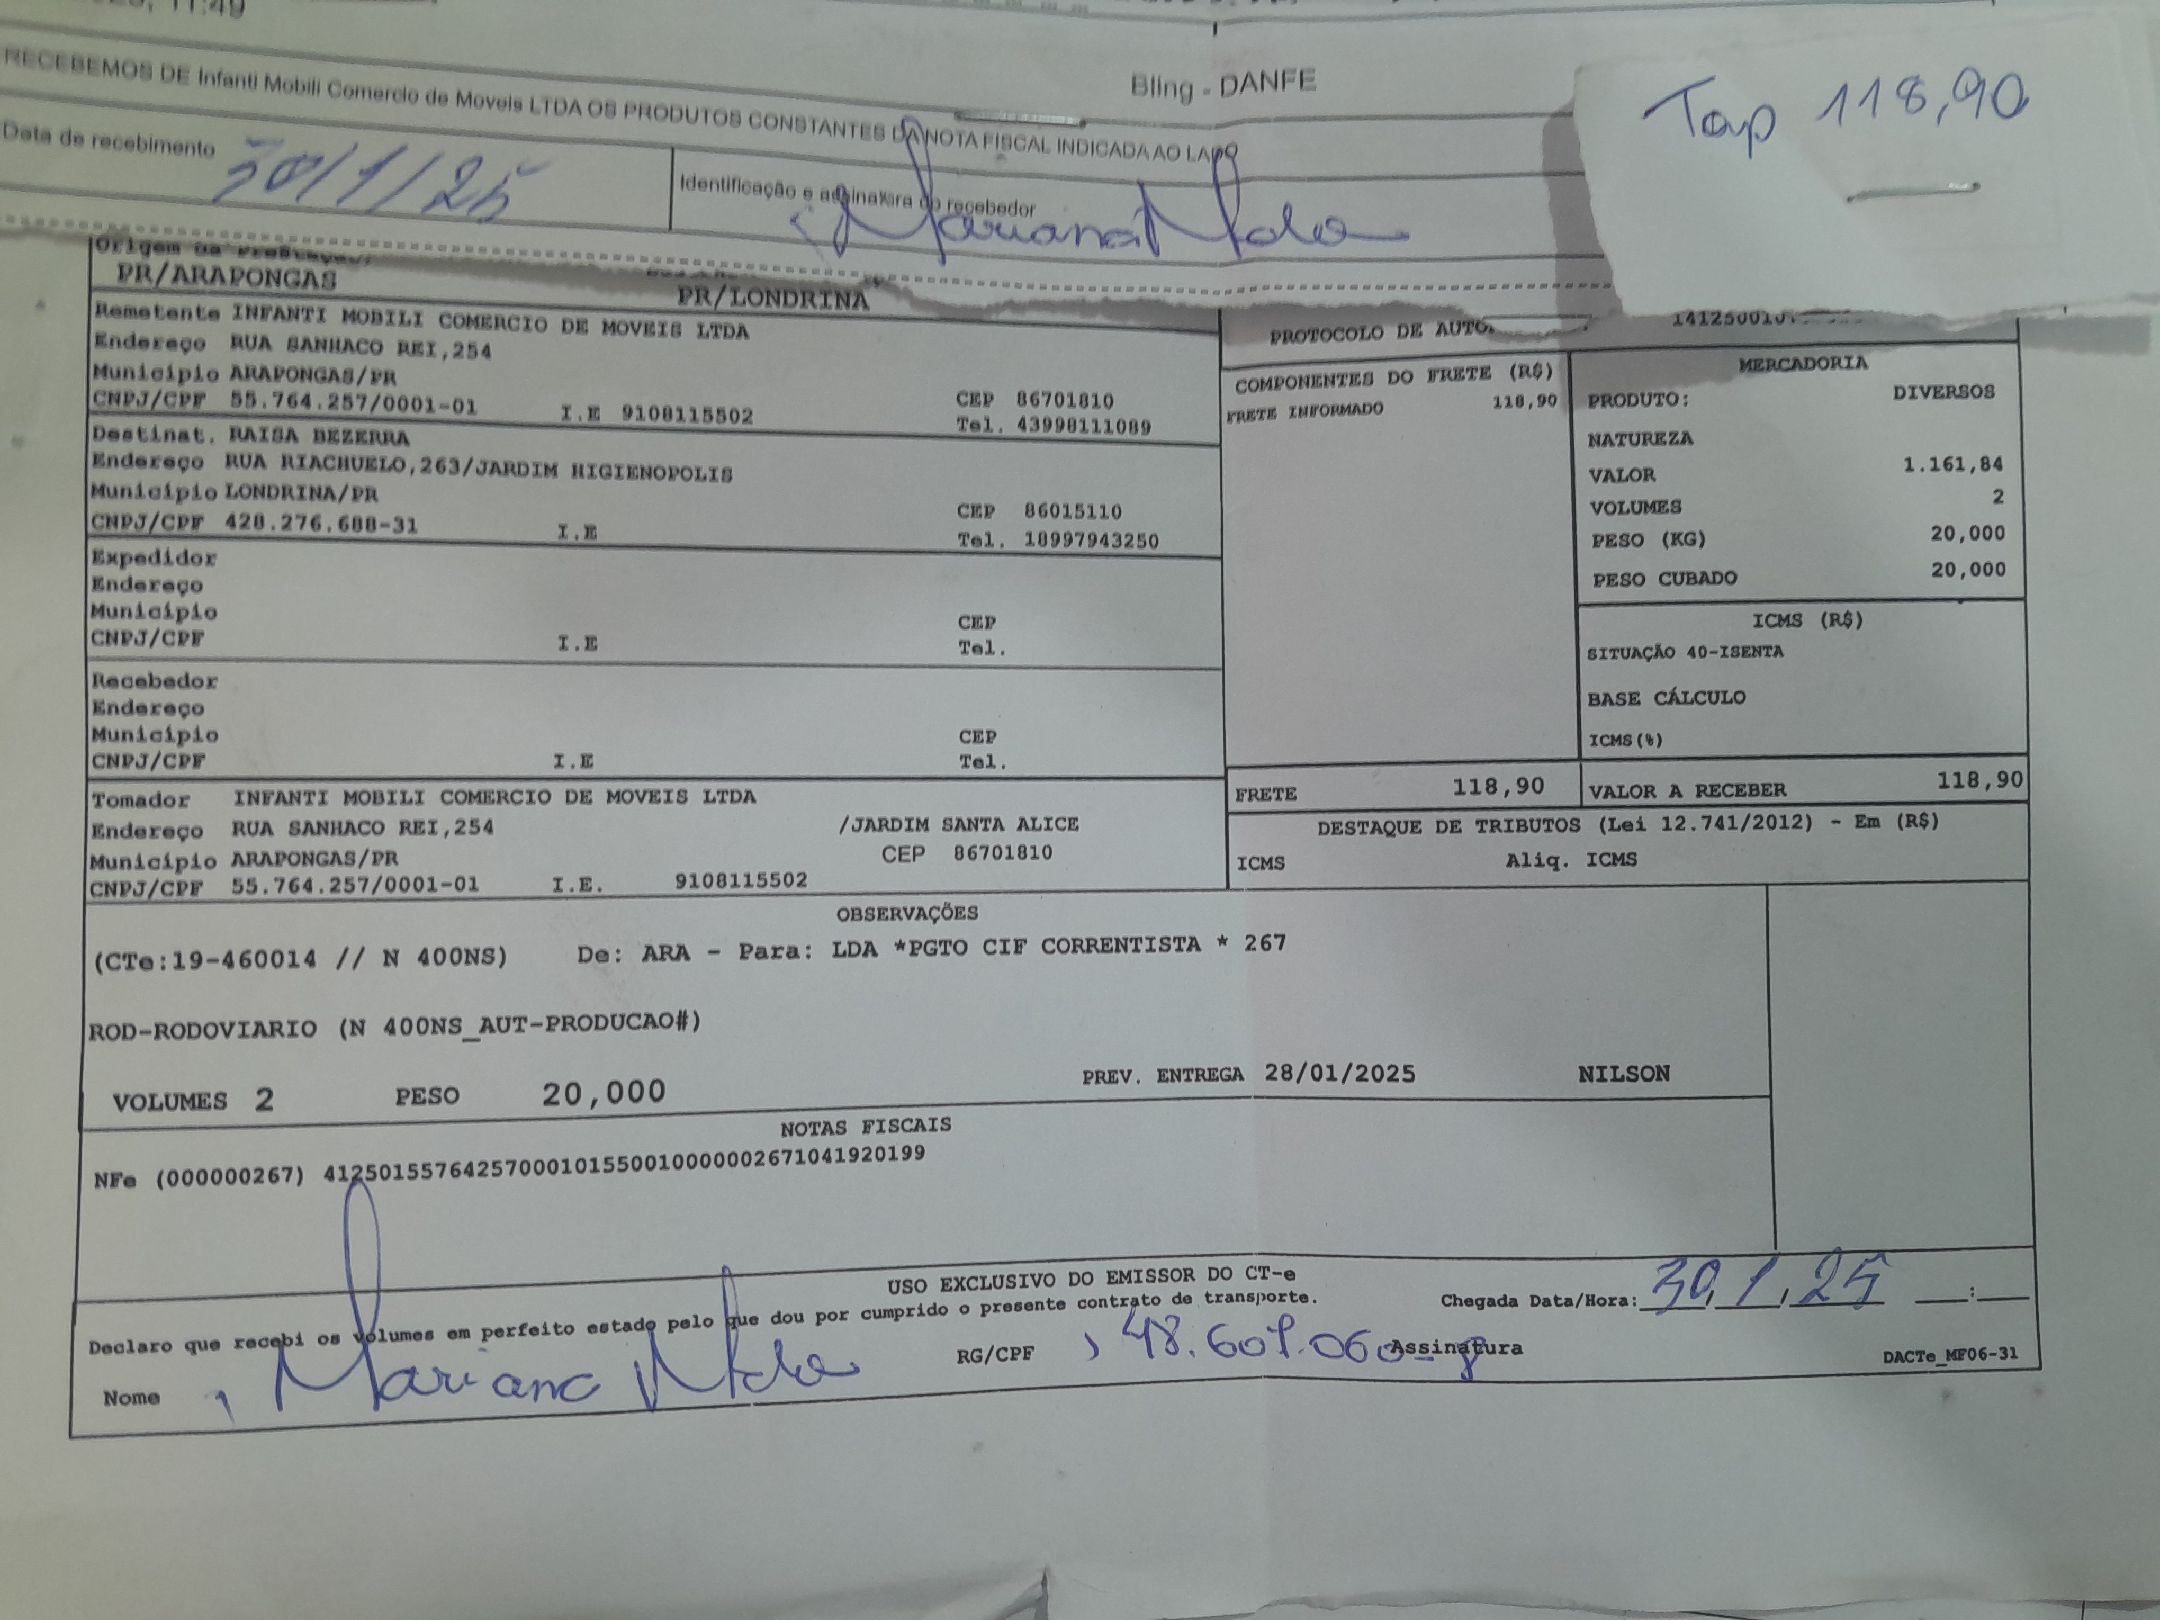 11:49
Bling - DANFE
Tap 118,90
RECEBEMOS DE Infanti Mobili Comercio de Moveis LTDA OS PRODUTOS CONSTANTES DA NOTA FISCAL INDICADA AO LADO
Data de recebimento 30/1/25
Identificação e assinatura do recebedor
Mariana
PR/ARAPONGAS PR/LONDRINA
Remetente INFANTI MOBILI COMERCIO DE MOVEIS LTDA
Endereço RUA SANHACO REI,254
Município ARAPONGAS/PR
CNPJ/CPF 55.764.257/0001-01 I.E 9108115502
CEP 86701810
Tel. 43998111089
Destinat. RAISA BEZERRA
Endereço RUA RIACHUELO,263/JARDIM HIGIENOPOLIS
Município LONDRINA/PR
CNPJ/CPF 428.276.688-31 I.E
CEP 86015110
Tel. 18997943250
Expedidor
Endereço
Município
CNPJ/CPF I.E
CEP
Tel.
Recebedor
Endereço
Município
CNPJ/CPF I.E
CEP
Tel.
Tomador INFANTI MOBILI COMERCIO DE MOVEIS LTDA
Endereço RUA SANHACO REI,254 /JARDIM SANTA ALICE
Município ARAPONGAS/PR CEP 86701810
CNPJ/CPF 55.764.257/0001-01 I.E. 9108115502
PROTOCOLO DE
COMPONENTES DO FRETE (R$)
FRETE INFORMADO 118,90
MERCADORIA
PRODUTO: DIVERSOS
NATUREZA
VALOR 1.161,84
VOLUMES 2
PESO (KG) 20,000
PESO CUBADO 20,000
ICMS (R$)
SITUAÇÃO 40-ISENTA
BASE CÁLCULO
ICMS(%)
FRETE 118,90 VALOR A RECEBER 118,90
DESTAQUE DE TRIBUTOS (Lei 12.741/2012) - Em (R$)
ICMS Aliq. ICMS
OBSERVAÇÕES
(CTe:19-460014 // N 400NS) De: ARA - Para: LDA *PGTO CIF CORRENTISTA * 267
ROD-RODOVIARIO (N 400NS_AUT-PRODUCAO#)
VOLUMES 2 PESO 20,000 PREV. ENTREGA 28/01/2025 NILSON
NOTAS FISCAIS
NFe (000000267) 41250155764257000101550010000002671041920199
USO EXCLUSIVO DO EMISSOR DO CT-e
Declaro que recebi os volumes em perfeito estado pelo que dou por cumprido o presente contrato de transporte.
Chegada Data/Hora: 30,1,25 __:__
Nome Mariana RG/CPF Assinatura
DACTe_MF06-31